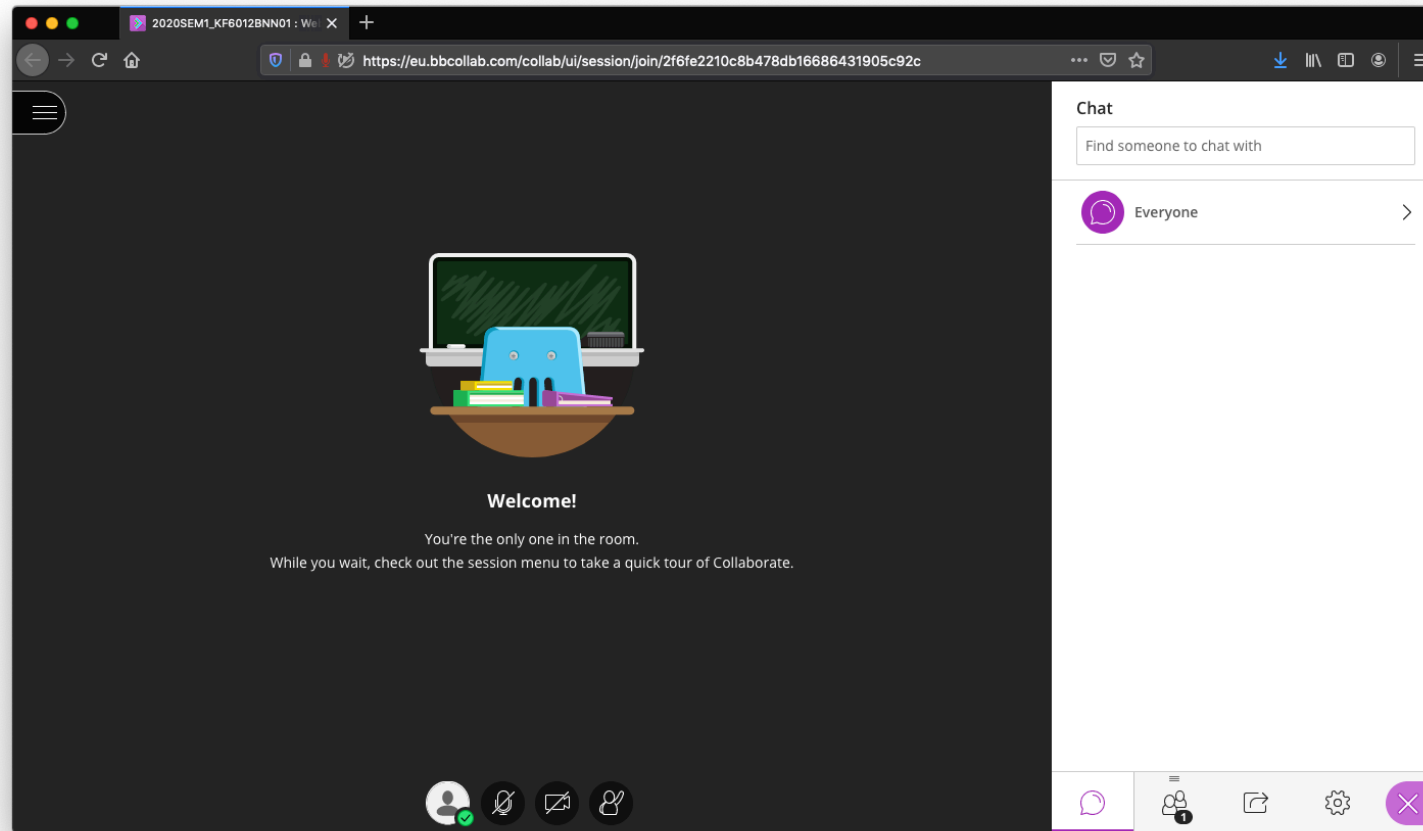 2020SEM1_KF6012BNN01 : We
https://eu.bbcollab.com/collab/ui/session/join/2f6fe2210c8b478db16686431905c92c
Chat
Find someone to chat with
Everyone
Welcome!
You're the only one in the room.
While you wait, check out the session menu to take a quick tour of Collaborate.
1